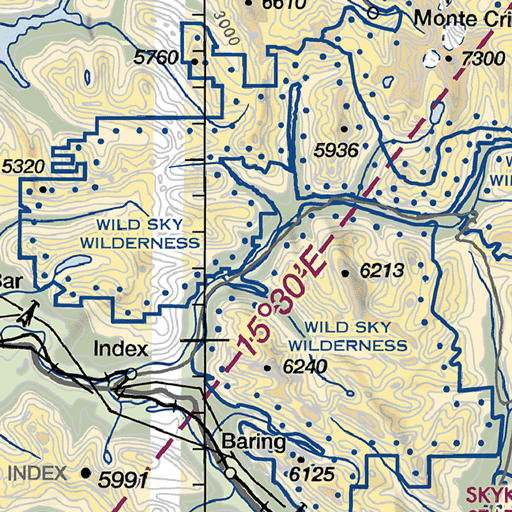 6610
Monte Cri
3000
5760
7300
5936
5320
W
WI
WILD SKY
WILDERNESS
15°30'E
6213
Bar
WILD SKY
WILDERNESS
Index
6240
Baring
INDEX
5991
6125
SKYK